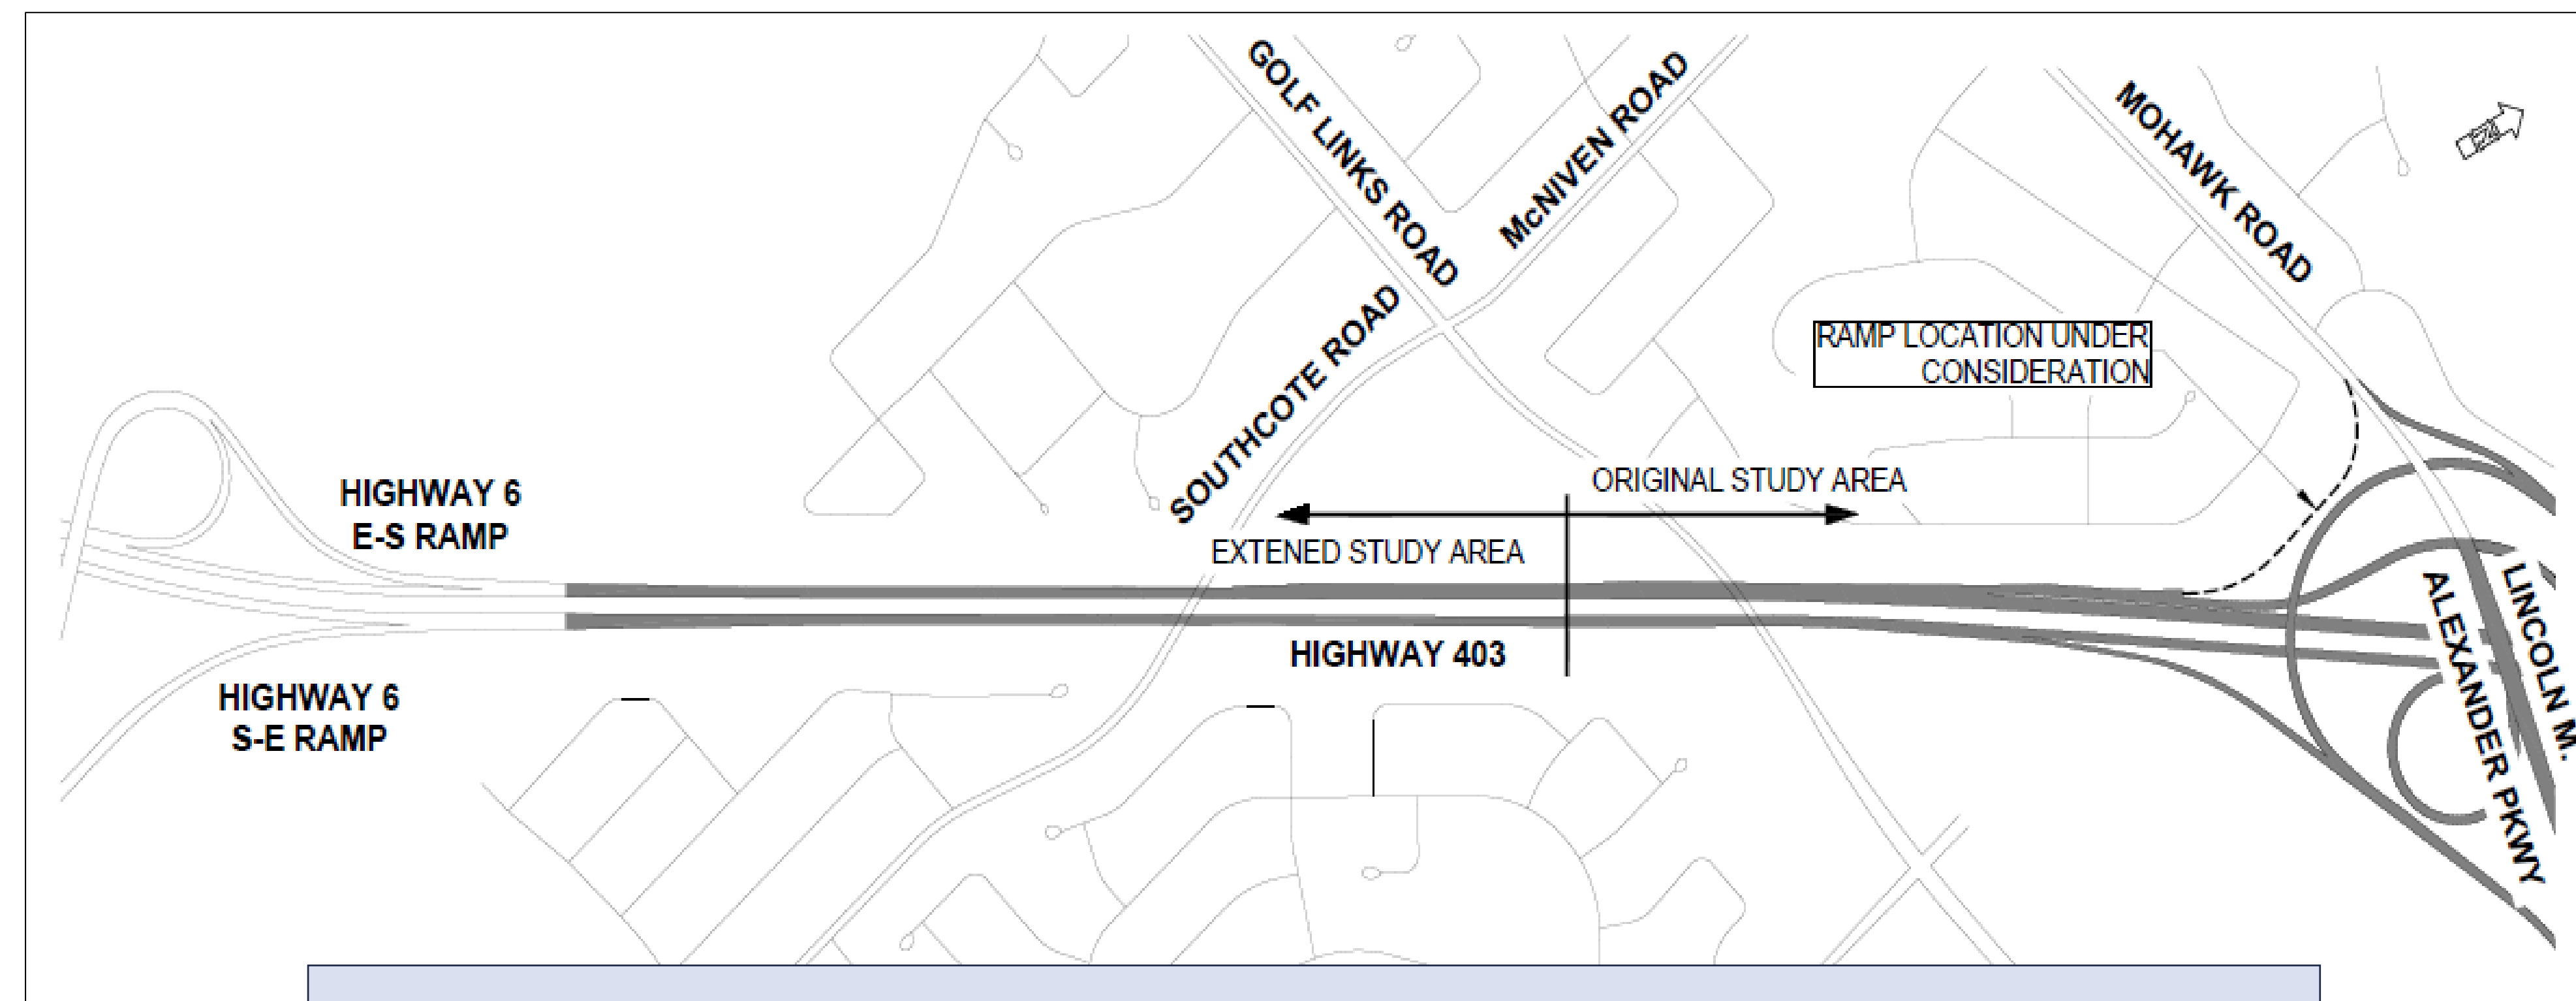 GOLF LINKS ROAD
McNIVEN ROAD
MOHAWK ROAD
N
SOUTHCOTE ROAD
RAMP LOCATION UNDER
CONSIDERATION
HIGHWAY 6
E-S RAMP
ORIGINAL STUDY AREA
EXTENED STUDY AREA
HIGHWAY 403
HIGHWAY 6
S-E RAMP
LINCOLN M.
ALEXANDER PKWY